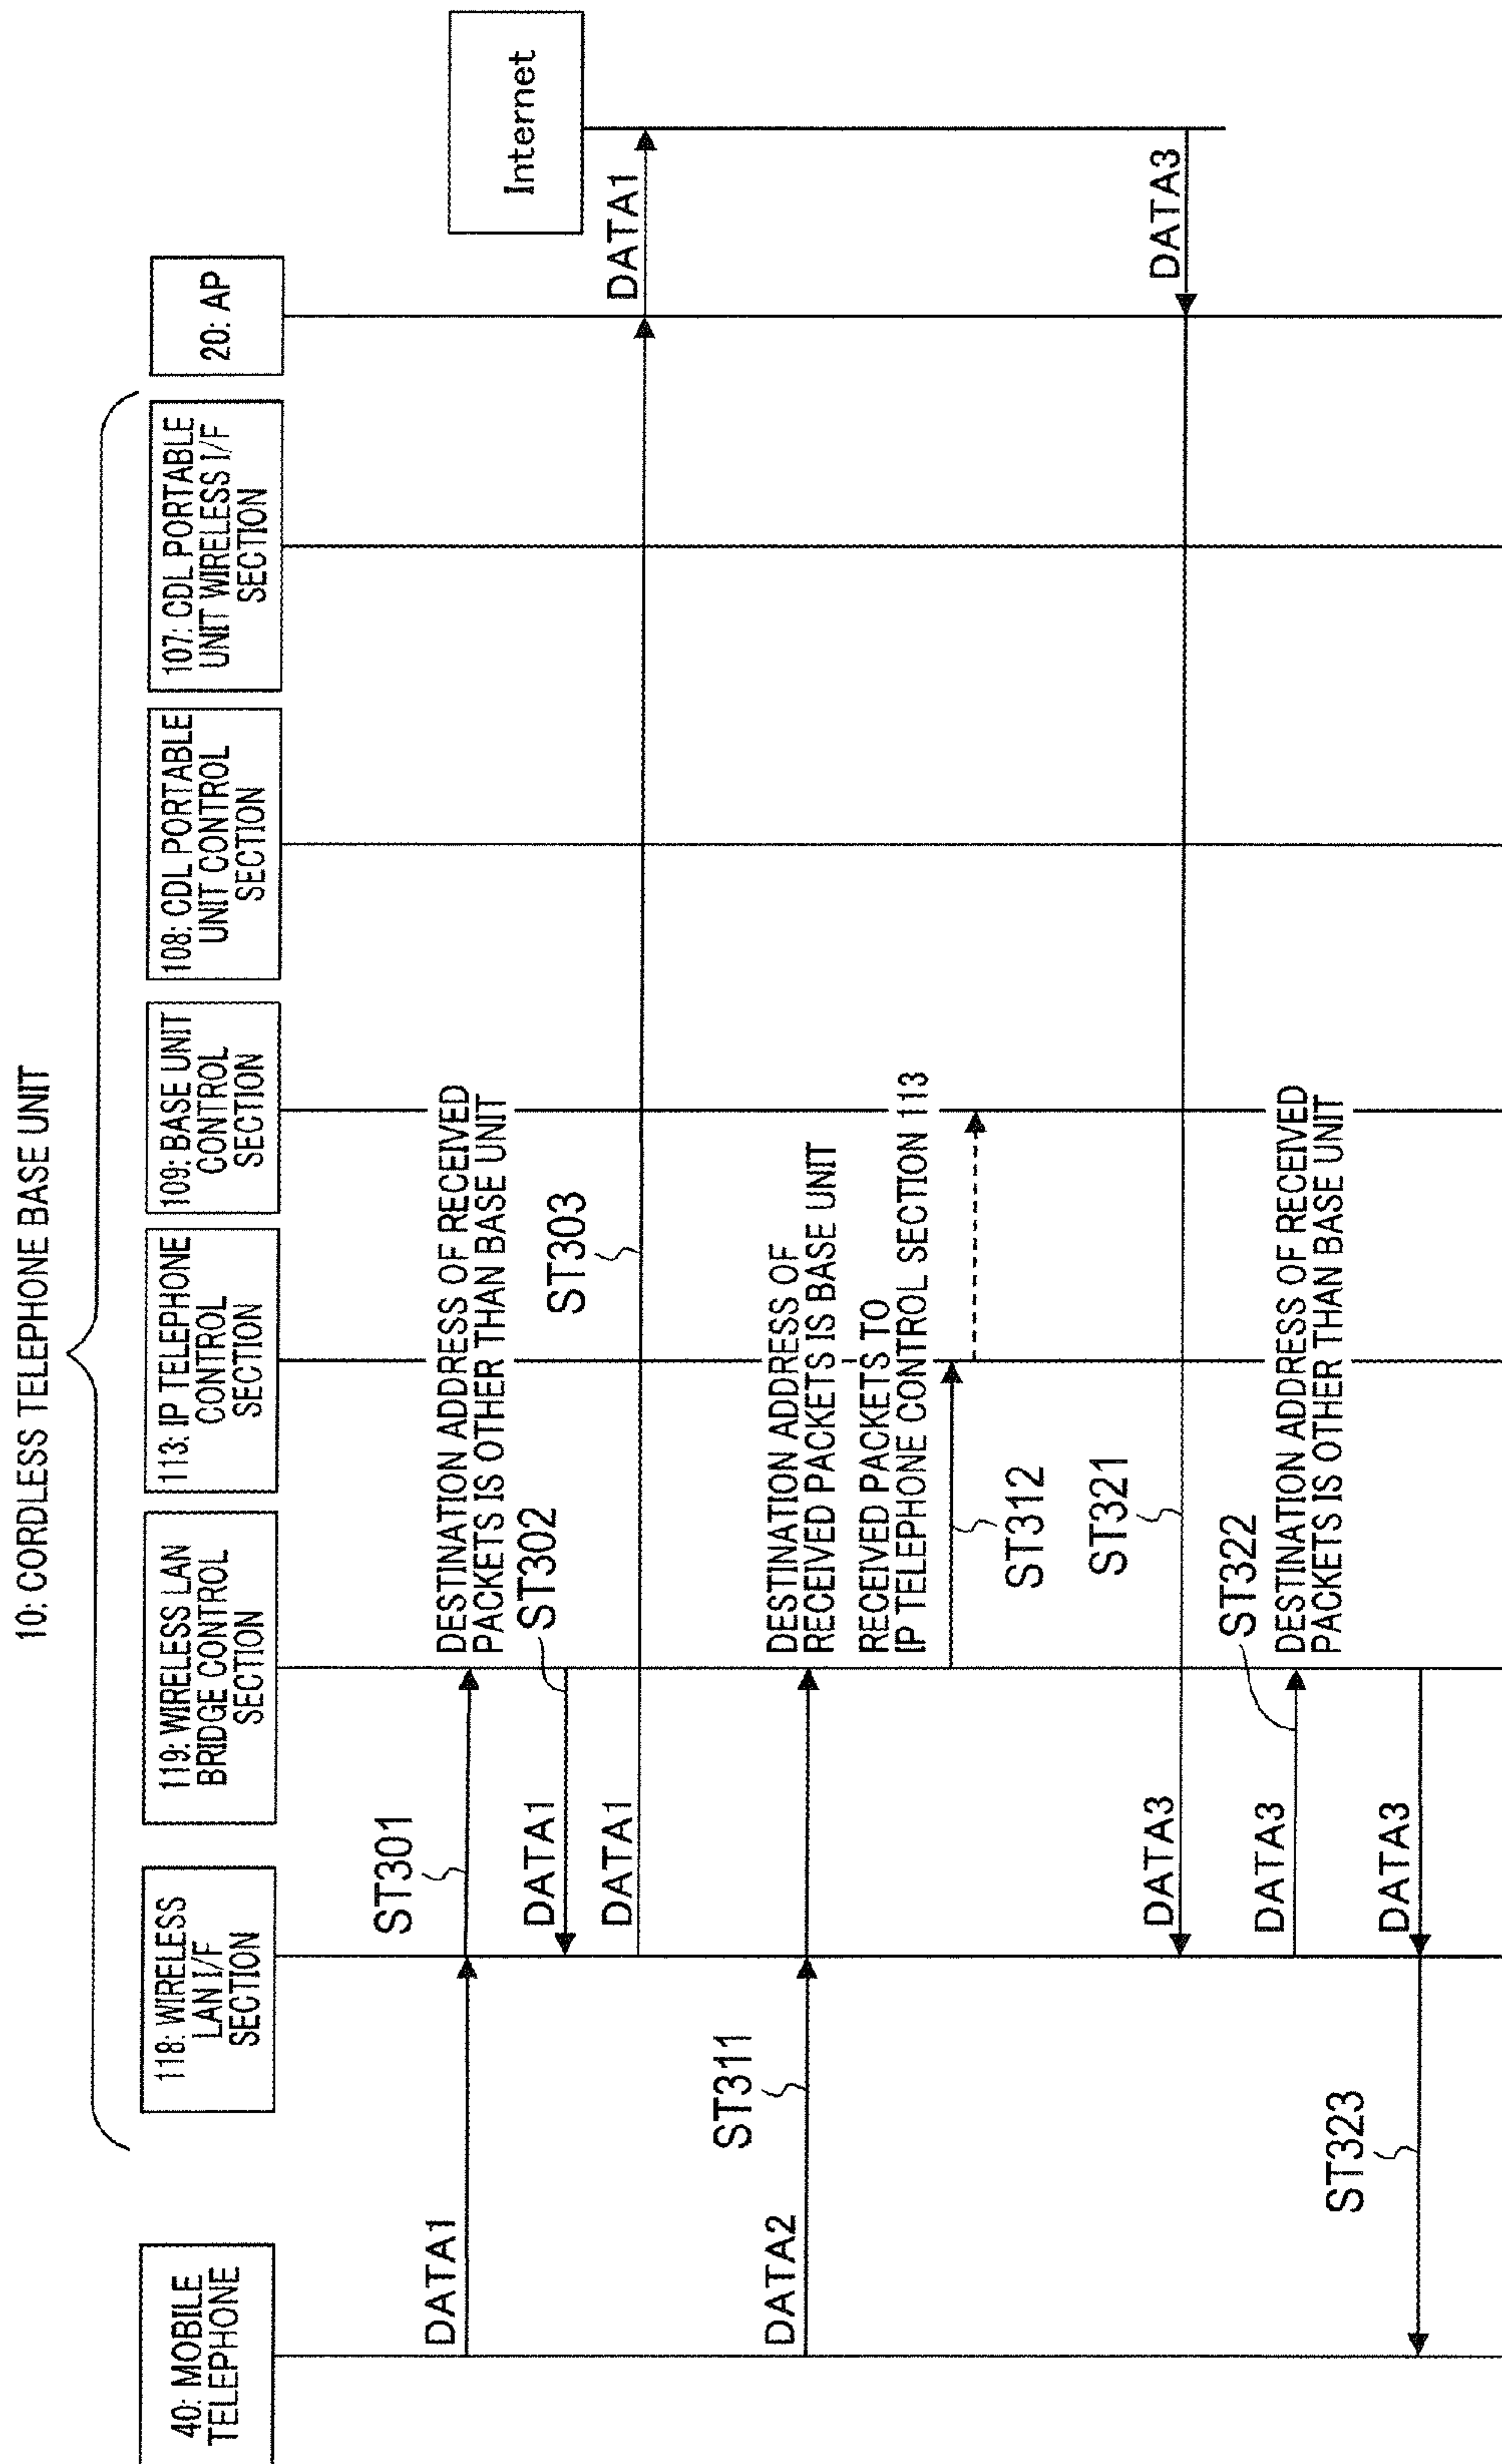 10: CORDLESS TELEPHONE BASE UNIT
40: MOBILE
TELEPHONE
118: WIRELESS
LAN I/F
SECTION
119: WIRELESS LAN
BRIDGE CONTROL
SECTION
113: IP TELEPHONE
CONTROL
SECTION
109: BASE UNIT
CONTROL
SECTION
108: CDL PORTABLE
UNIT CONTROL
SECTION
107: CDL PORTABLE
UNIT WIRELESS I/F
SECTION
20: AP
Internet
DATA1
ST301
DESTINATION ADDRESS OF RECEIVED
PACKETS IS OTHER THAN BASE UNIT
DATA1
ST302
DATA1
ST303
DATA1
DATA2
ST311
DESTINATION ADDRESS OF
RECEIVED PACKETS IS BASE UNIT
RECEIVED PACKETS TO
IP TELEPHONE CONTROL SECTION 113
ST312
DATA3
ST321
DATA3
DATA3
ST322
DESTINATION ADDRESS OF RECEIVED
PACKETS IS OTHER THAN BASE UNIT
DATA3
ST323